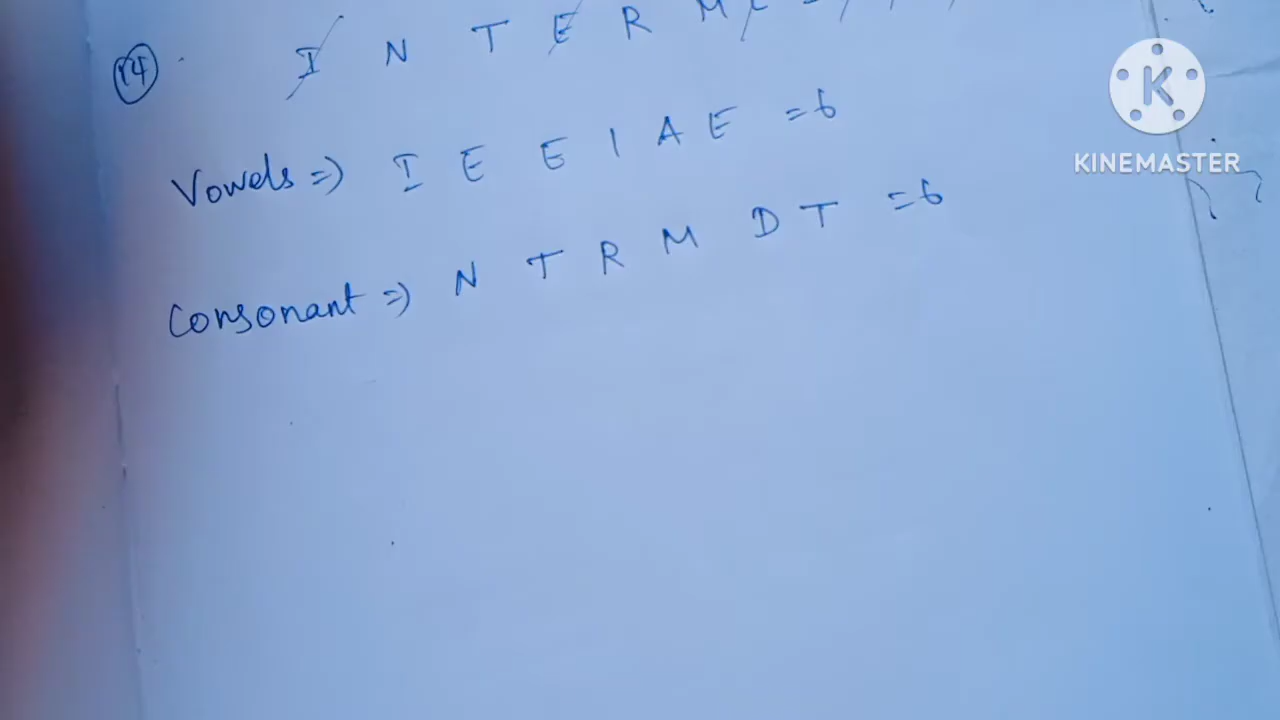 14 I N T E R M E
Vowels => I E E I A E = 6
Consonant => N T R M D T = 6
K
KINEMASTER